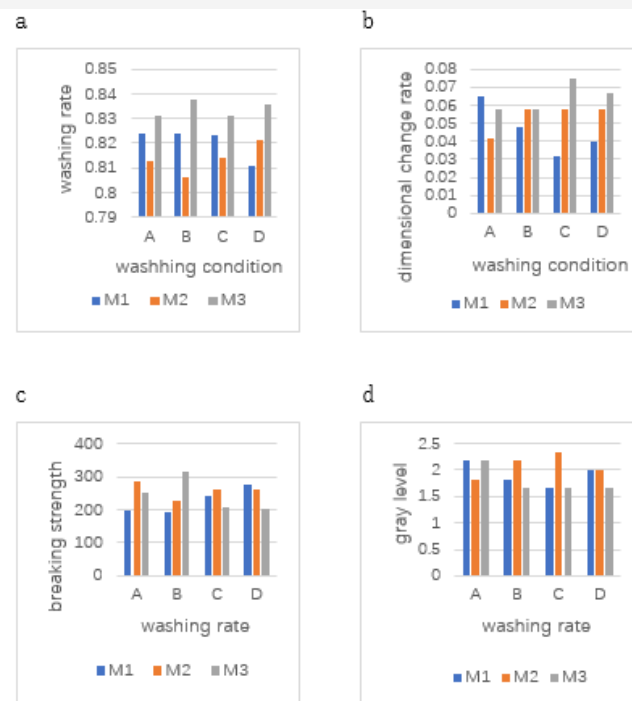 a
0.85
0.84
0.83
0.82
0.81
0.8
0.79
washing rate
A B C D
washhing condition
M1 M2 M3
b
0.08
0.07
0.06
0.05
0.04
0.03
0.02
0.01
0
dimensional change rate
A B C D
washing condition
M1 M2 M3
c
400
300
200
100
0
breaking strength
A B C D
washing rate
M1 M2 M3
d
2.5
2
1.5
1
0.5
0
gray level
A B C D
washing rate
M1 M2 M3